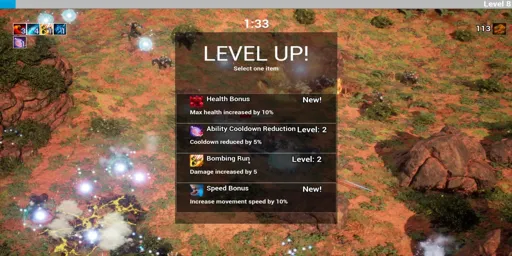 Level 8
1:33
113
LEVEL UP!
Select one item
Health Bonus
New!
Max health increased by 10%
Ability Cooldown Reduction
Level: 2
Cooldown reduced by 5%
Bombing Run
Level: 2
Damage increased by 5
Speed Bonus
New!
Increase movement speed by 10%